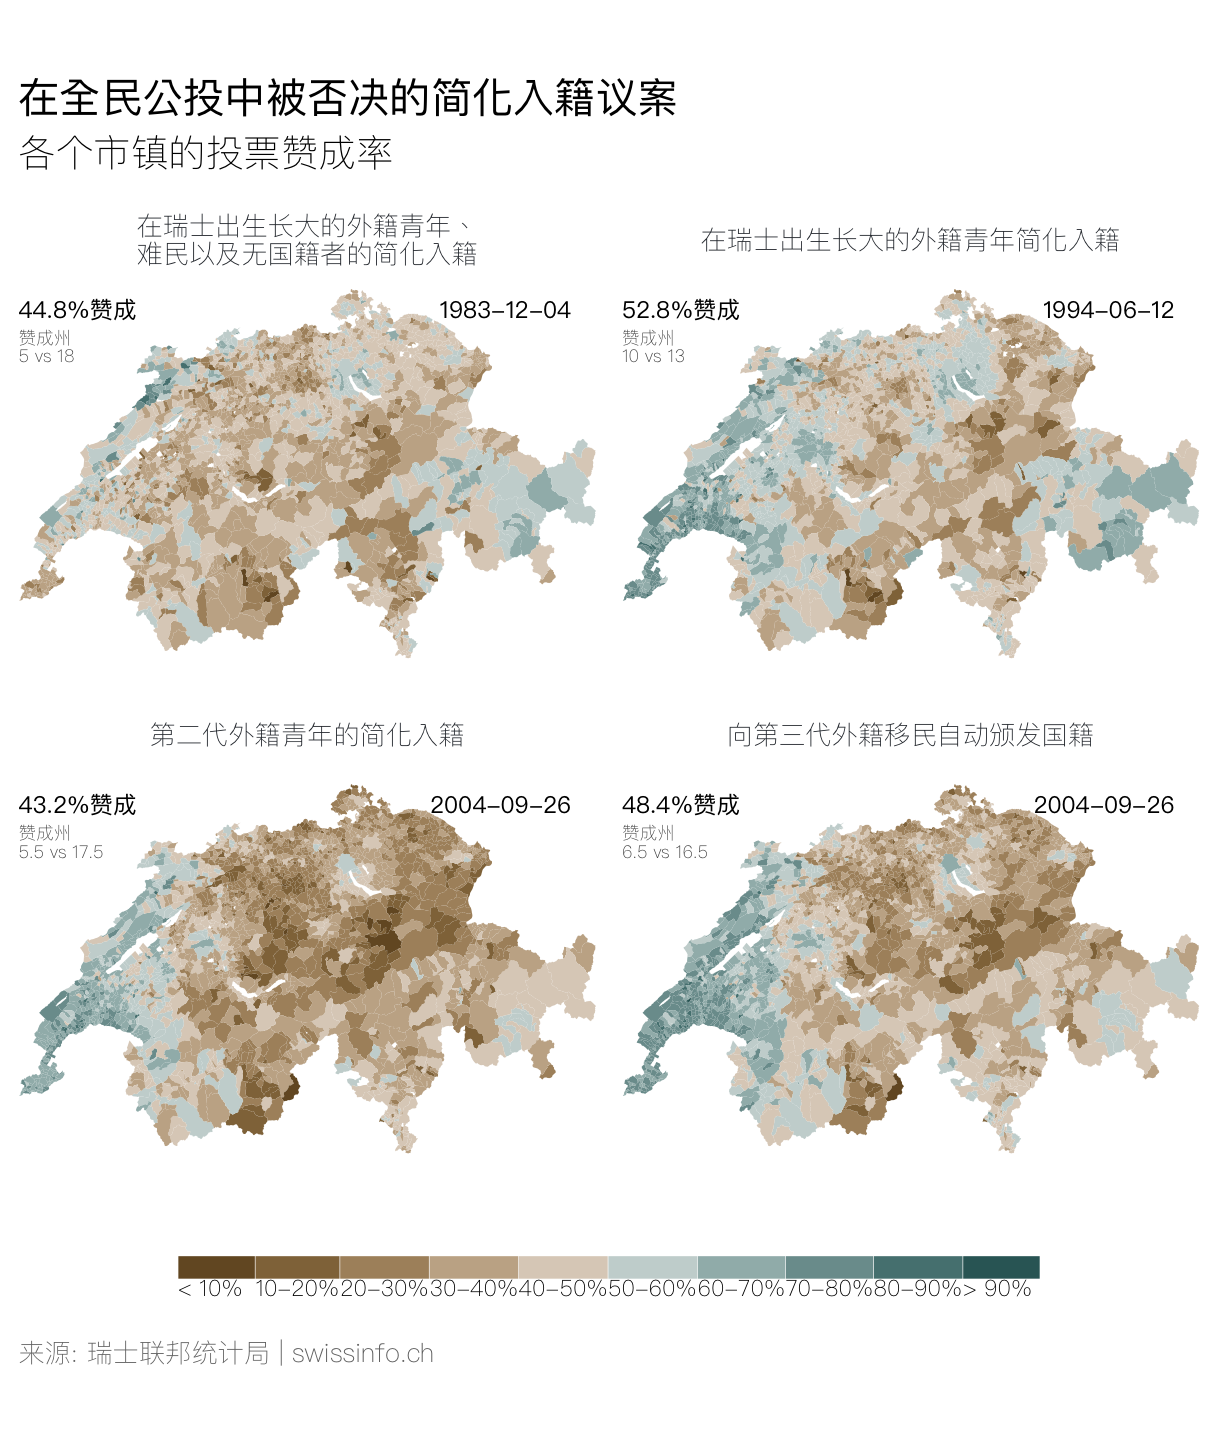 在全民公投中被否决的简化入籍议案
各个市镇的投票赞成率
在瑞士出生长大的外籍青年、
难民以及无国籍者的简化入籍
44.8%赞成
1983-12-04
赞成州
5 vs 18
在瑞士出生长大的外籍青年简化入籍
52.8%赞成
1994-06-12
赞成州
10 vs 13
第二代外籍青年的简化入籍
43.2%赞成
2004-09-26
赞成州
5.5 vs 17.5
向第三代外籍移民自动颁发国籍
48.4%赞成
2004-09-26
赞成州
6.5 vs 16.5
< 10% 10-20% 20-30% 30-40% 40-50% 50-60% 60-70% 70-80% 80-90% > 90%
来源: 瑞士联邦统计局 | swissinfo.ch